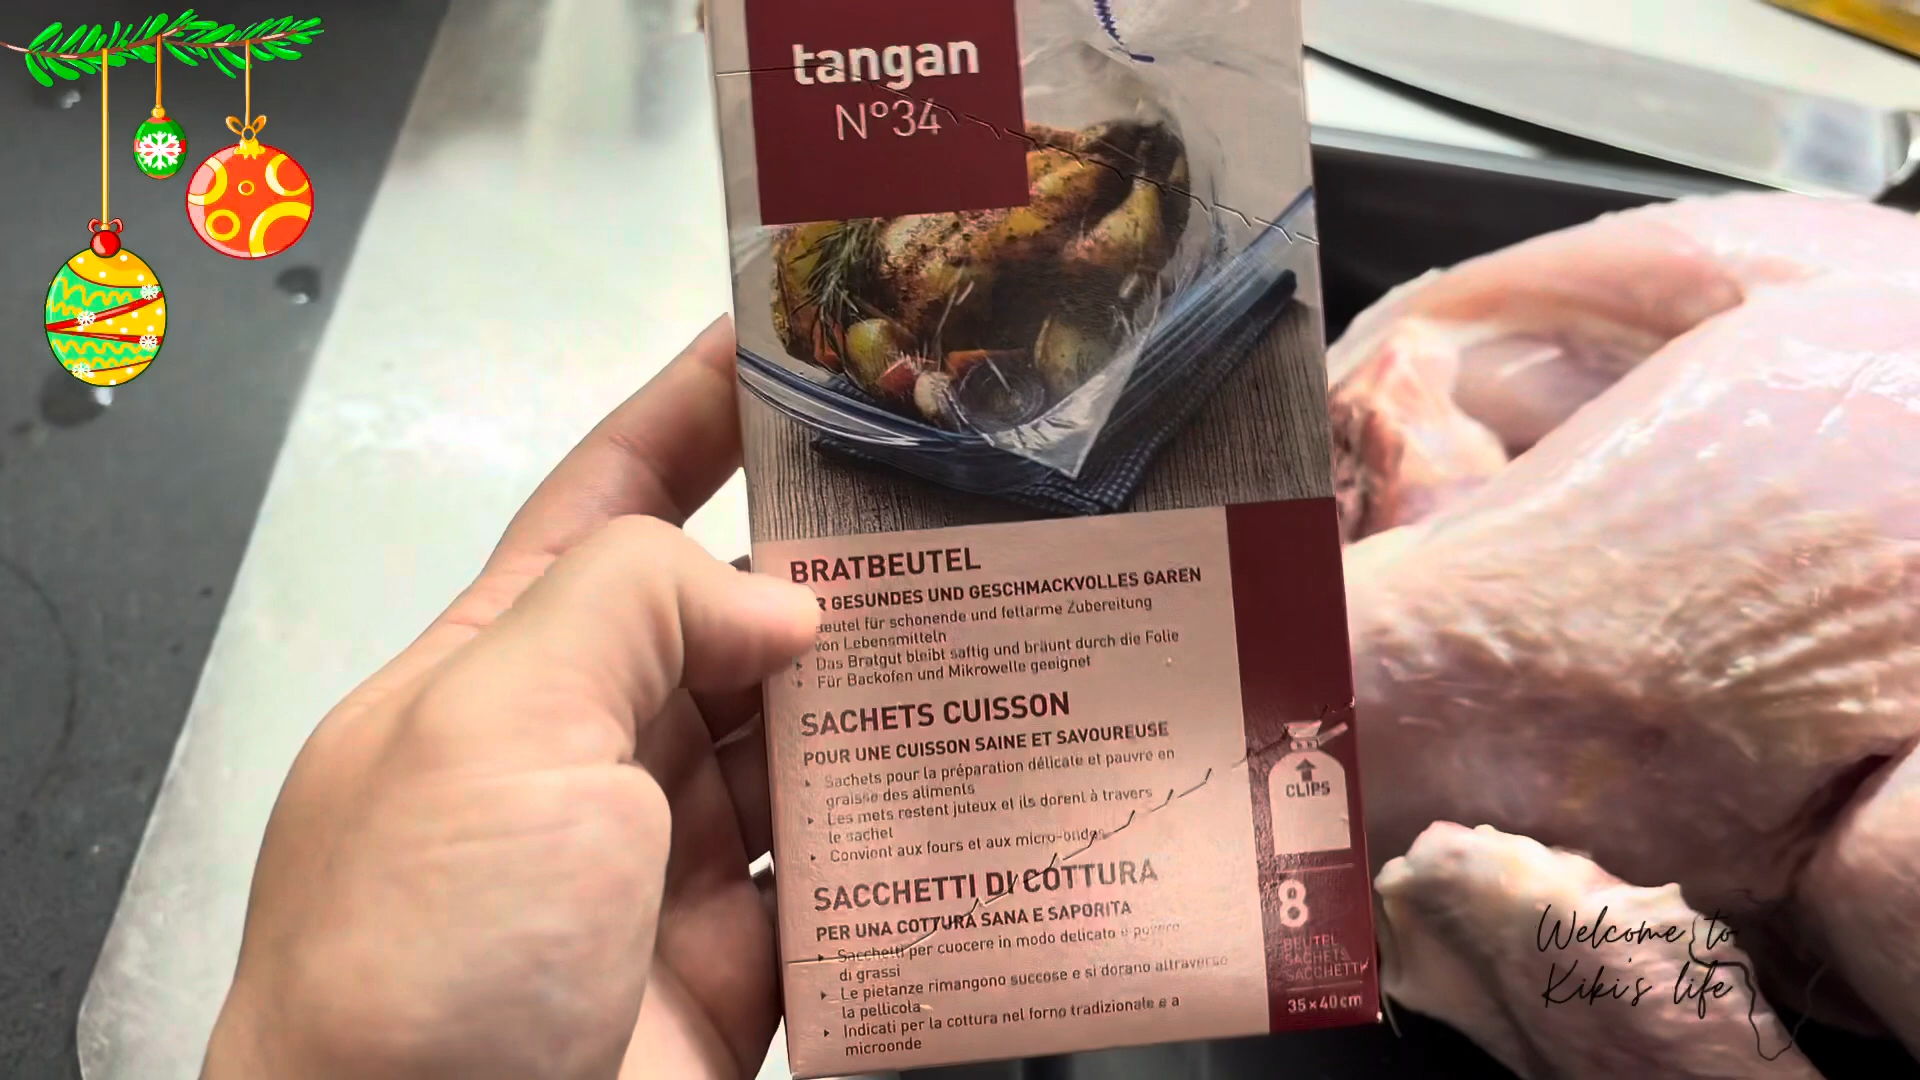 tangan
N°34
BRATBEUTEL
GESUNDES UND GESCHMACKVOLLES GAREN
Beutel für schonende und fettarme Zubereitung
von Lebensmitteln
Das Bratgut bleibt saftig und bräunt durch die Folie
Für Backofen und Mikrowelle geeignet
SACHETS CUISSON
POUR UNE CUISSON SAINE ET SAVOUREUSE
Sachets pour la préparation délicate et pauvre en
graisse des aliments
Les mets restent juteux et ils dorent à travers
le sachet
Convient aux fours et aux micro-ondes
SACCHETTI DI COTTURA
PER UNA COTTURA SANA E SAPORITA
Sacchetti per cuocere in modo delicato e povero
di grassi
Le pietanze rimangono succose e si dorano attraverso
la pellicola
Indicati per la cottura nel forno tradizionale e a
microonde
CLIPS
8
BEUTEL
SACHETS
SACCHETTI
35×40cm
Welcome to
Kiki's life